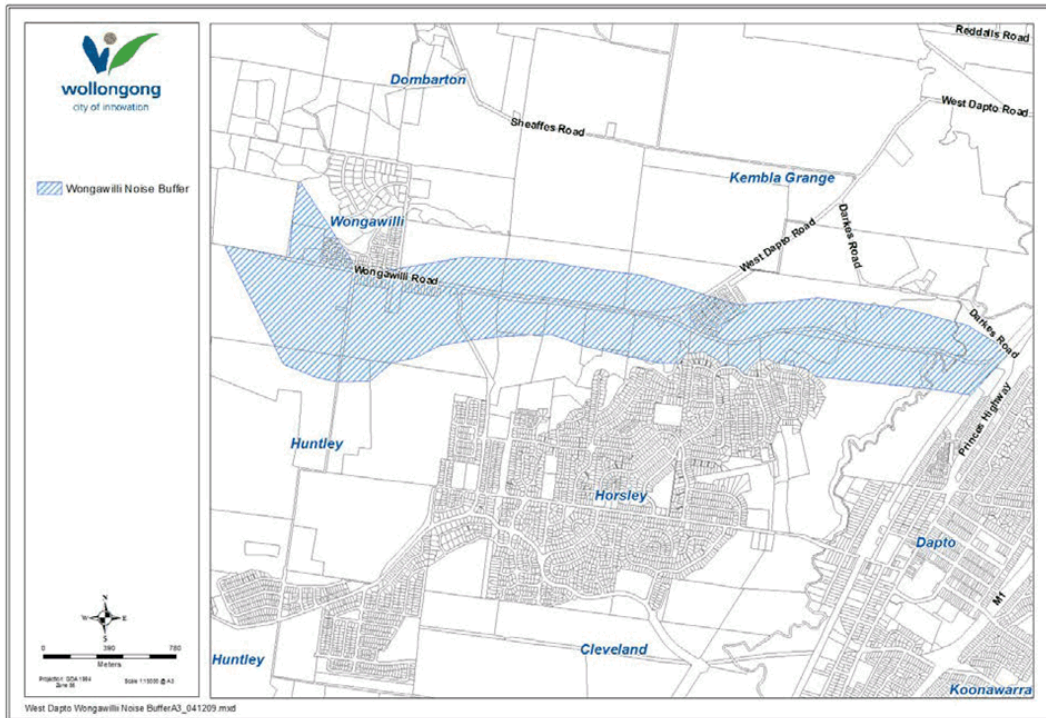 wollongong
city of innovation
Wongawilli Noise Buffer
Reddalls Road
Dombarton
West Dapto Road
Sheaffes Road
Kembla Grange
Wongawilli
West Dapto Road
Darkes Road
Wongawilli Road
Darkes Road
Princes Highway
Huntley
Horsley
Dapto
M1
Cleveland
Huntley
Koonawarra
N
W E
S
0 390 780
Meters
West Dapto Wongawilli Noise BufferA3_041209.mxd